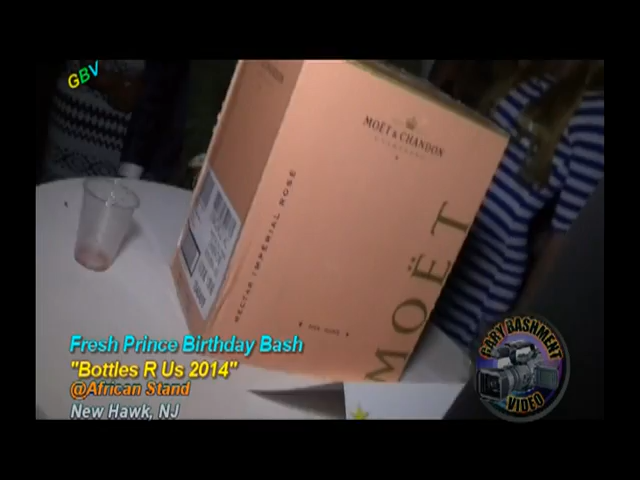 GBV
MOËT & CHANDON
CHAMPAGNE
NECTAR IMPÉRIAL ROSÉ
MOËT
Fresh Prince Birthday Bash
"Bottles R Us 2014"
@African Stand
New Hawk, NJ
GARY BASHMENT
VIDEO